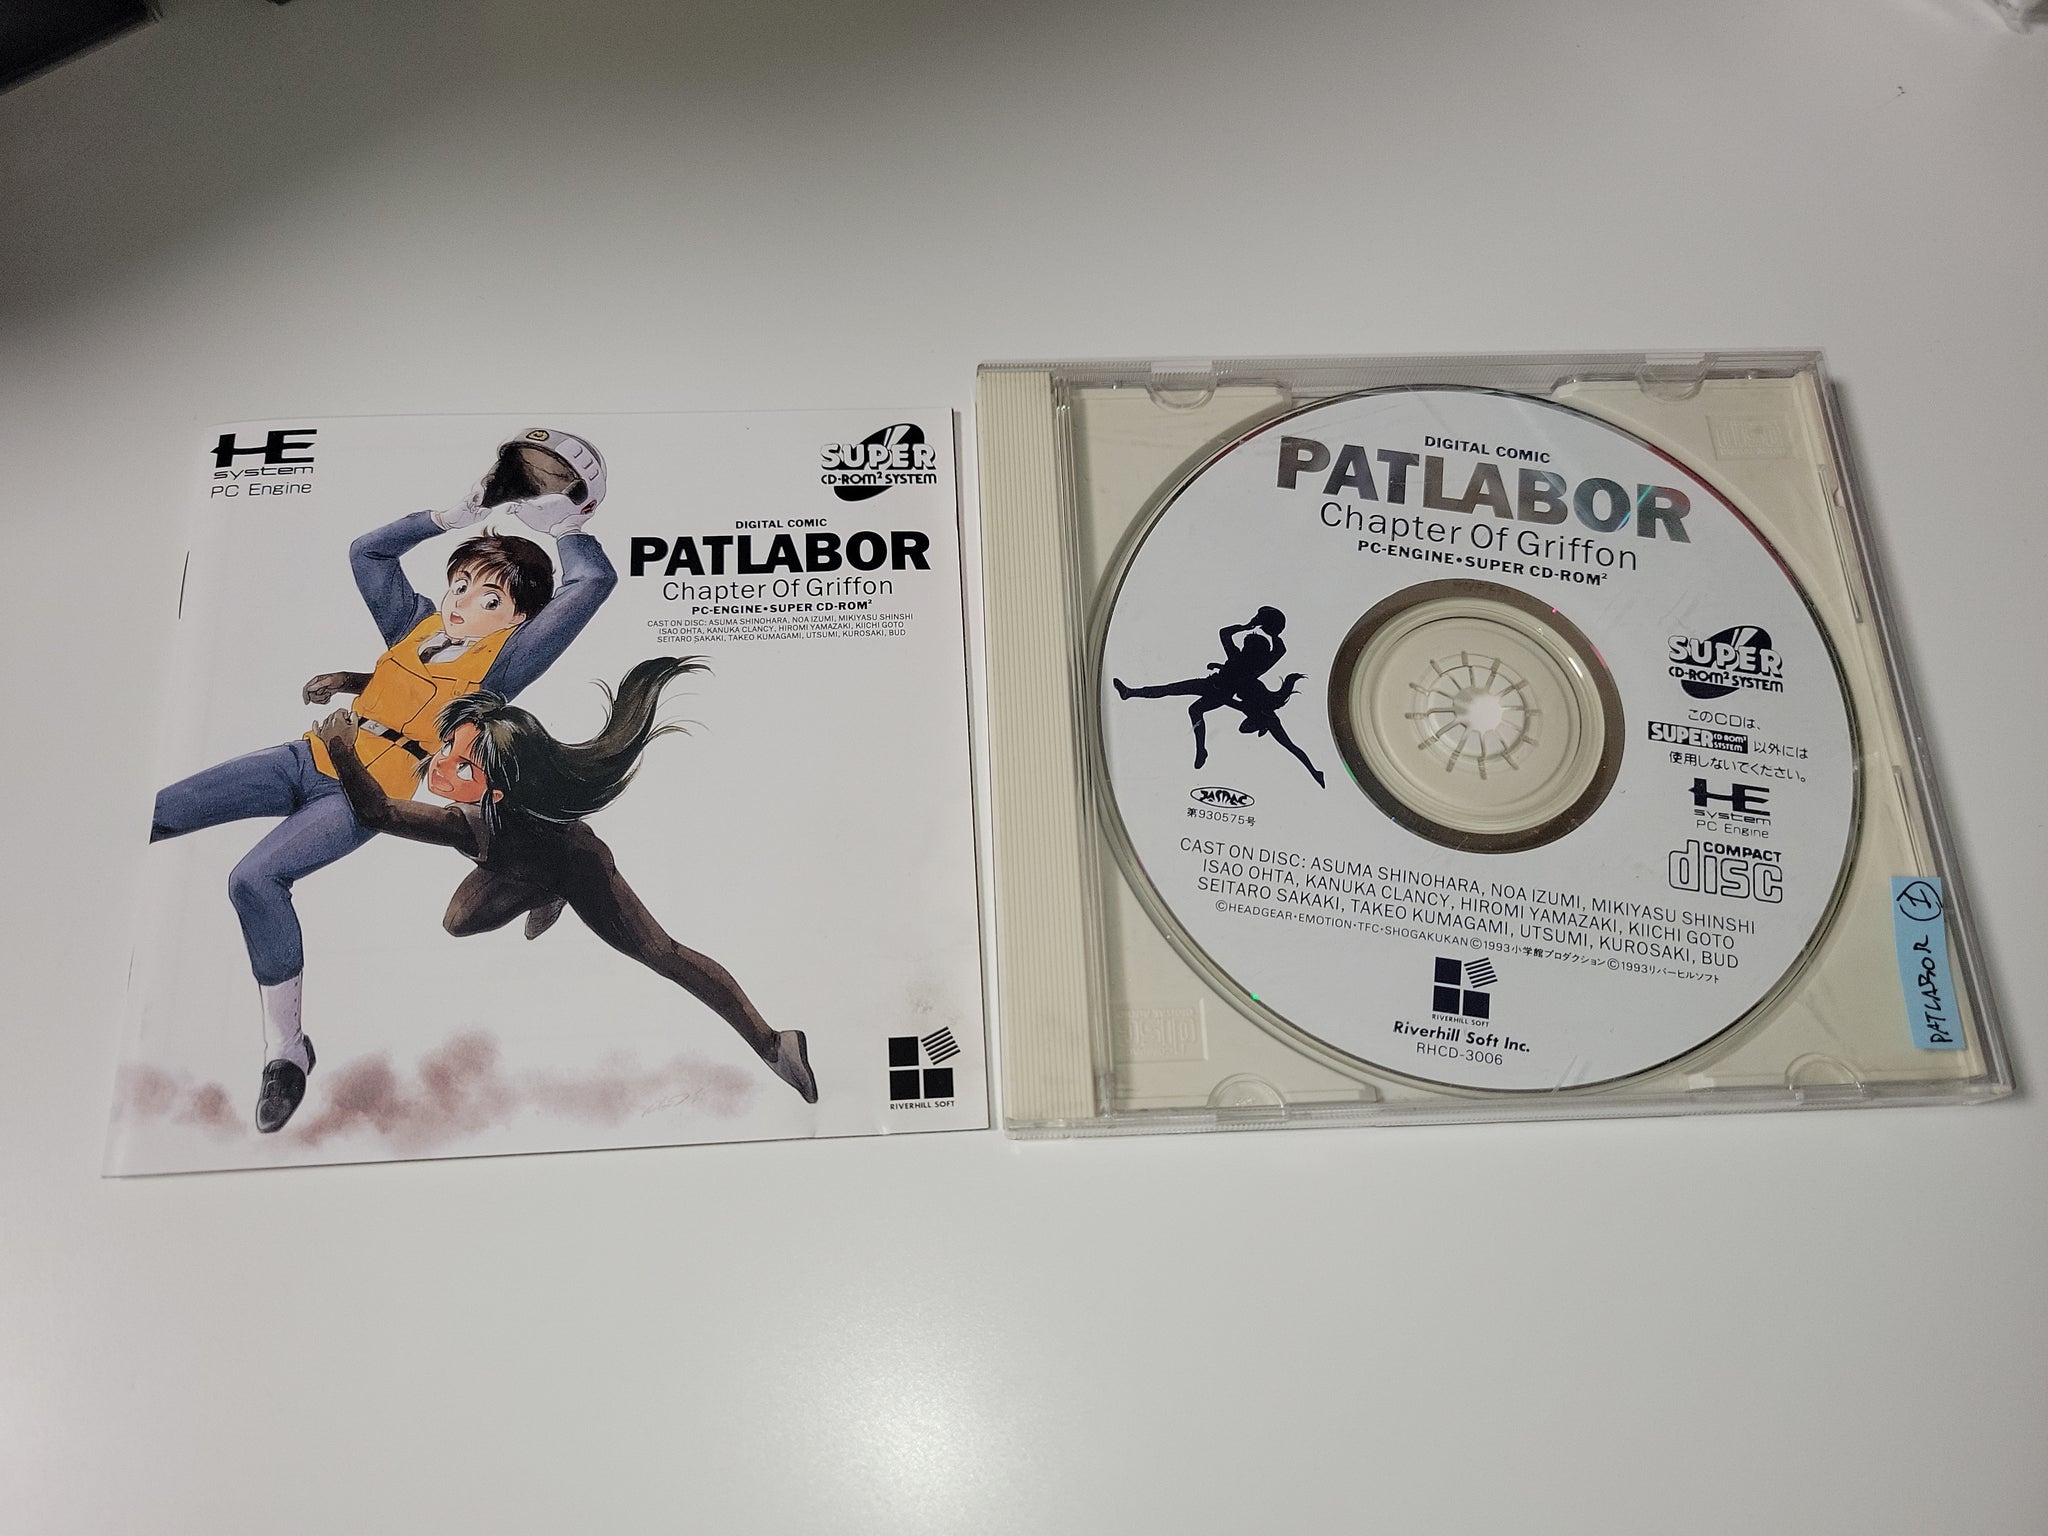 HE
system
PC Engine
SUPER
CD-ROM² SYSTEM
DIGITAL COMIC
PATLABOR
Chapter Of Griffon
PC-ENGINE•SUPER CD-ROM²
CAST ON DISC: ASUMA SHINOHARA, NOA IZUMI, MIKIYASU SHINSHI
ISAO OHTA, KANUKA CLANCY, HIROMI YAMAZAKI, KIICHI GOTO
SEITARO SAKAKI, TAKEO KUMAGAMI, UTSUMI, KUROSAKI, BUD
RIVERHILL SOFT
DIGITAL COMIC
PATLABOR
Chapter Of Griffon
PC-ENGINE•SUPER CD-ROM²
SUPER
CD-ROM² SYSTEM
このCDは、
SUPER CD ROM² SYSTEM 以外には
使用しないでください。
HE
system
PC Engine
COMPACT
disc
JASRAC
第930575号
CAST ON DISC: ASUMA SHINOHARA, NOA IZUMI, MIKIYASU SHINSHI
ISAO OHTA, KANUKA CLANCY, HIROMI YAMAZAKI, KIICHI GOTO
SEITARO SAKAKI, TAKEO KUMAGAMI, UTSUMI, KUROSAKI, BUD
©HEADGEAR・EMOTION・TFC・SHOGAKUKAN©1993小学館プロダクション©1993リバーヒルソフト
RIVERHILL SOFT
Riverhill Soft Inc.
RHCD-3006
PATLABOR ①